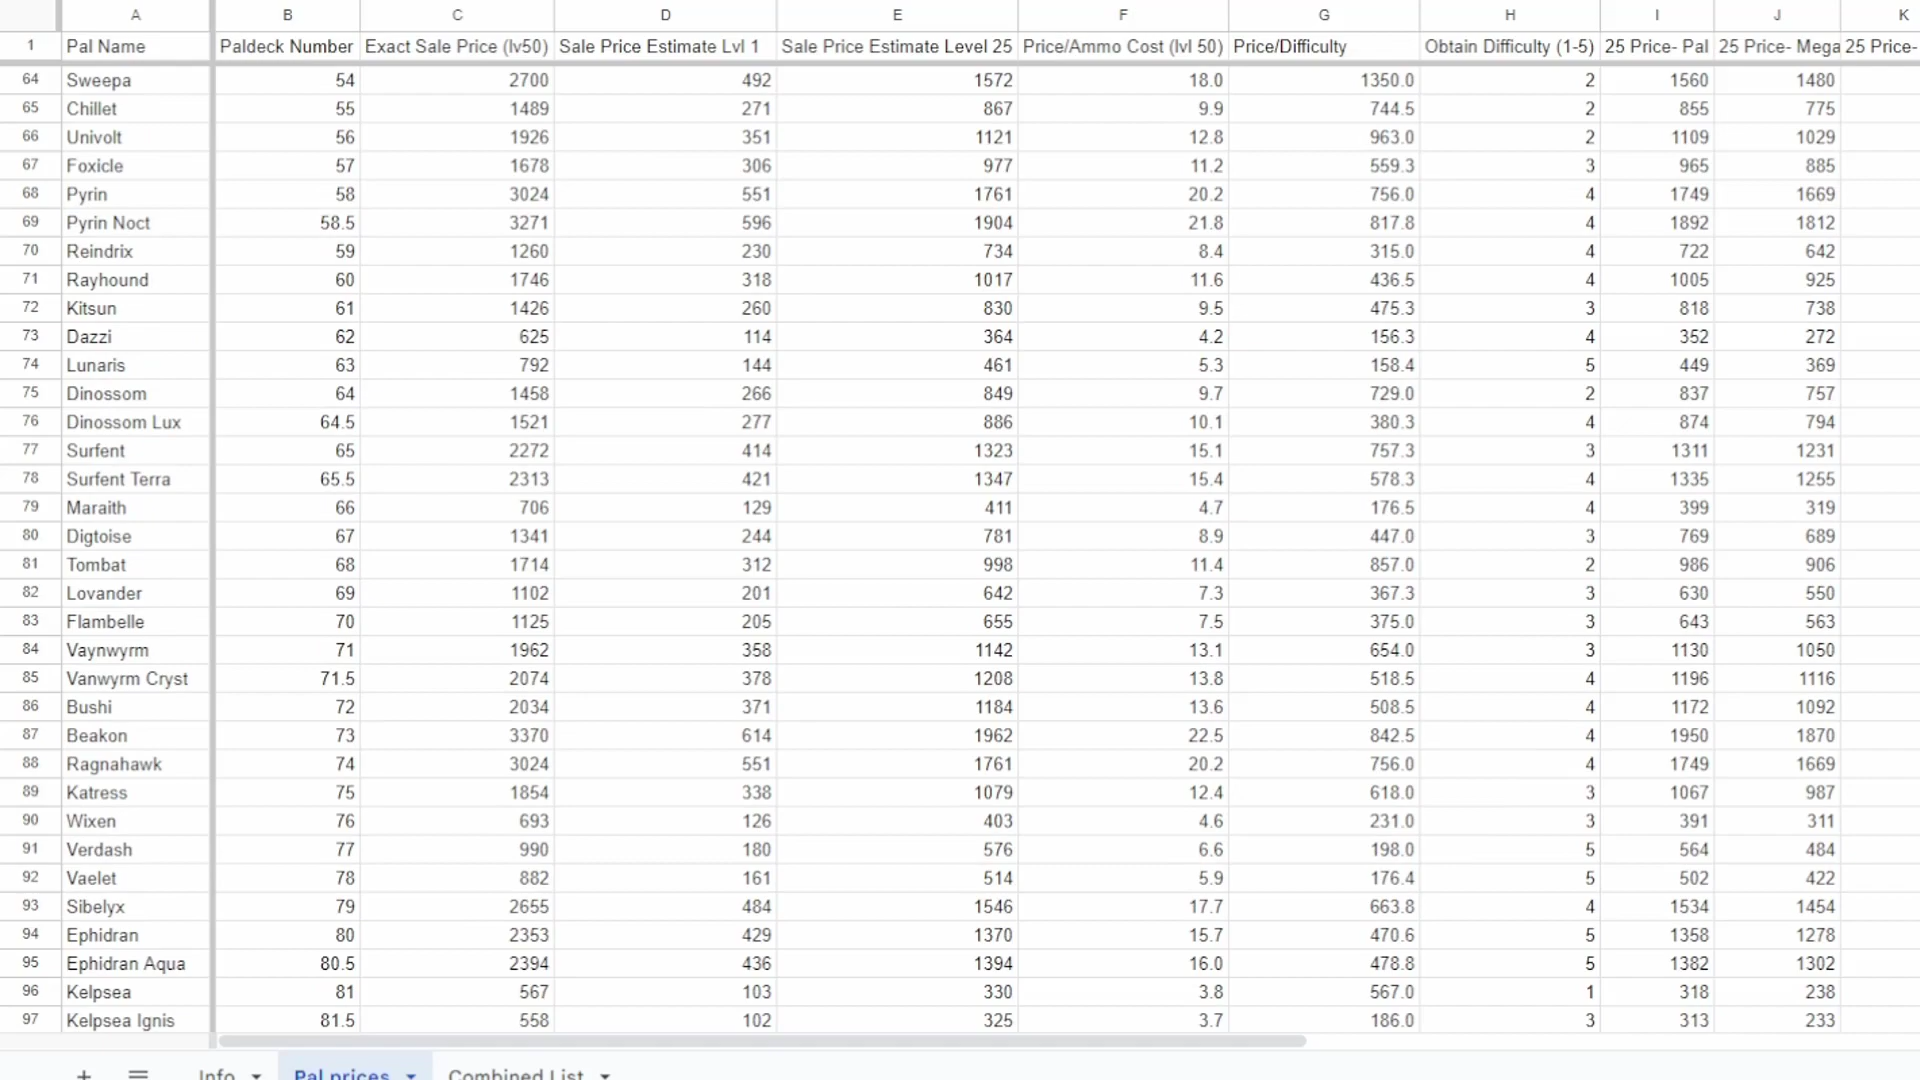 A B C D E F G H I J K
1 Pal Name Paldeck Number Exact Sale Price (lv50) Sale Price Estimate Lvl 1 Sale Price Estimate Level 25 Price/Ammo Cost (lvl 50) Price/Difficulty Obtain Difficulty (1-5) 25 Price- Pal 25 Price- Mega 25 Price-
64 Sweepa 54 2700 492 1572 18.0 1350.0 2 1560 1480
65 Chillet 55 1489 271 867 9.9 744.5 2 855 775
66 Univolt 56 1926 351 1121 12.8 963.0 2 1109 1029
67 Foxicle 57 1678 306 977 11.2 559.3 3 965 885
68 Pyrin 58 3024 551 1761 20.2 756.0 4 1749 1669
69 Pyrin Noct 58.5 3271 596 1904 21.8 817.8 4 1892 1812
70 Reindrix 59 1260 230 734 8.4 315.0 4 722 642
71 Rayhound 60 1746 318 1017 11.6 436.5 4 1005 925
72 Kitsun 61 1426 260 830 9.5 475.3 3 818 738
73 Dazzi 62 625 114 364 4.2 156.3 4 352 272
74 Lunaris 63 792 144 461 5.3 158.4 5 449 369
75 Dinossom 64 1458 266 849 9.7 729.0 2 837 757
76 Dinossom Lux 64.5 1521 277 886 10.1 380.3 4 874 794
77 Surfent 65 2272 414 1323 15.1 757.3 3 1311 1231
78 Surfent Terra 65.5 2313 421 1347 15.4 578.3 4 1335 1255
79 Maraith 66 706 129 411 4.7 176.5 4 399 319
80 Digtoise 67 1341 244 781 8.9 447.0 3 769 689
81 Tombat 68 1714 312 998 11.4 857.0 2 986 906
82 Lovander 69 1102 201 642 7.3 367.3 3 630 550
83 Flambelle 70 1125 205 655 7.5 375.0 3 643 563
84 Vaynwyrm 71 1962 358 1142 13.1 654.0 3 1130 1050
85 Vanwyrm Cryst 71.5 2074 378 1208 13.8 518.5 4 1196 1116
86 Bushi 72 2034 371 1184 13.6 508.5 4 1172 1092
87 Beakon 73 3370 614 1962 22.5 842.5 4 1950 1870
88 Ragnahawk 74 3024 551 1761 20.2 756.0 4 1749 1669
89 Katress 75 1854 338 1079 12.4 618.0 3 1067 987
90 Wixen 76 693 126 403 4.6 231.0 3 391 311
91 Verdash 77 990 180 576 6.6 198.0 5 564 484
92 Vaelet 78 882 161 514 5.9 176.4 5 502 422
93 Sibelyx 79 2655 484 1546 17.7 663.8 4 1534 1454
94 Ephidran 80 2353 429 1370 15.7 470.6 5 1358 1278
95 Ephidran Aqua 80.5 2394 436 1394 16.0 478.8 5 1382 1302
96 Kelpsea 81 567 103 330 3.8 567.0 1 318 238
97 Kelpsea Ignis 81.5 558 102 325 3.7 186.0 3 313 233
+ Info Pal prices Combined List